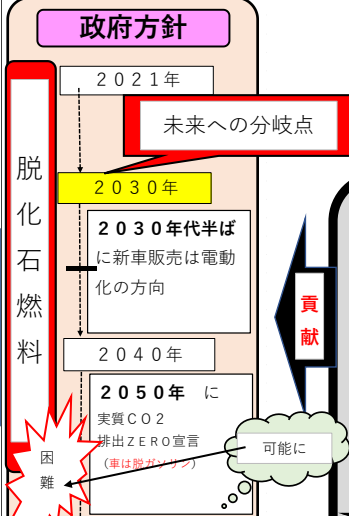 政府方針
2021年
未来への分岐点
脱化石燃料
2030年
2030年代半ば
に新車販売は電動
化の方向
貢献
2040年
2050年 に
実質CO2
排出ZERO宣言
（車は脱ガソリン）
困難
可能に